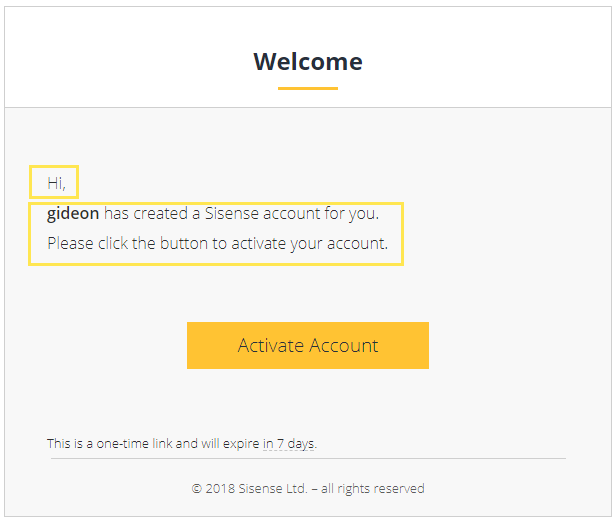 Welcome
Hi,
gideon has created a Sisense account for you.
Please click the button to activate your account.
Activate Account
This is a one-time link and will expire in 7 days.
© 2018 Sisense Ltd. – all rights reserved